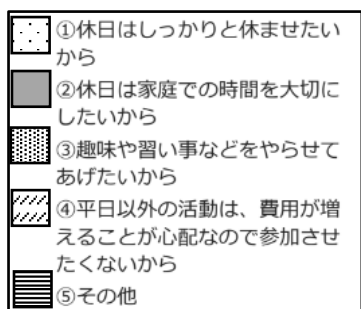 ①休日はしっかりと休ませたい
から
②休日は家庭での時間を大切に
したいから
③趣味や習い事などをやらせて
あげたいから
④平日以外の活動は、費用が増
えることが心配なので参加させ
たくないから
⑤その他